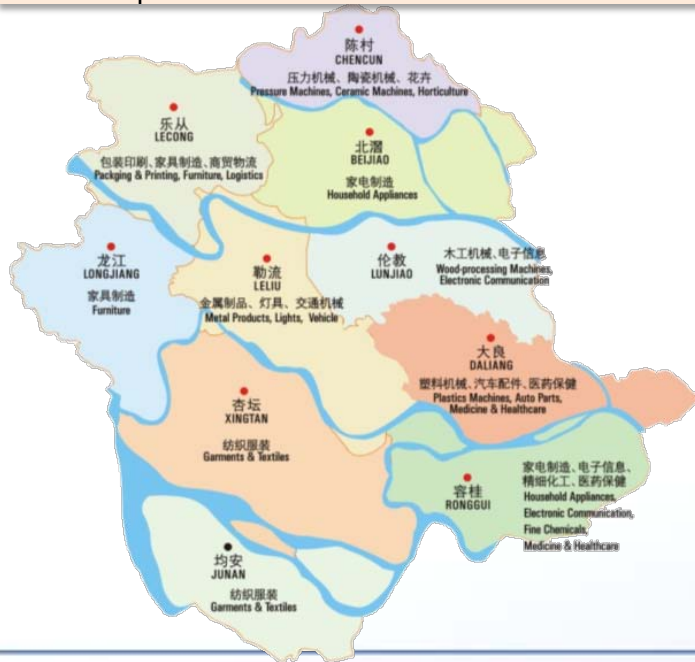 陈村
CHENCUN
压力机械、陶瓷机械、花卉
Pressure Machines, Ceramic Machines, Horticulture
乐从
LECONG
包装印刷、家具制造、商贸物流
Packging & Printing, Furniture, Logistics
北滘
BEIJIAO
家电制造
Household Appliances
龙江
LONGJIANG
家具制造
Furniture
勒流
LELIU
金属制品、灯具、交通机械
Metal Products, Lights, Vehicle
伦教
LUNJIAO
木工机械、电子信息
Wood-processing Machines,
Electronic Communication
大良
DALIANG
塑料机械、汽车配件、医药保健
Plastics Machines, Auto Parts,
Medicine & Healthcare
杏坛
XINGTAN
纺织服装
Garments & Textiles
容桂
RONGGUI
家电制造、电子信息、
精细化工、医药保健
Household Appliances,
Electronic Communication,
Fine Chemicals,
Medicine & Healthcare
均安
JUNAN
纺织服装
Garments & Textiles